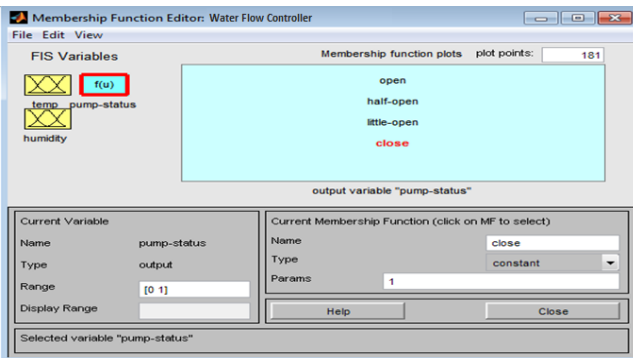 Membership Function Editor: Water Flow Controller
File Edit View
FIS Variables
f(u)
temp pump-status
humidity
Membership function plots plot points: 181
open
half-open
little-open
close
output variable "pump-status"
Current Variable
Name pump-status
Type output
Range [0 1]
Display Range
Current Membership Function (click on MF to select)
Name close
Type constant
Params 1
Help Close
Selected variable "pump-status"